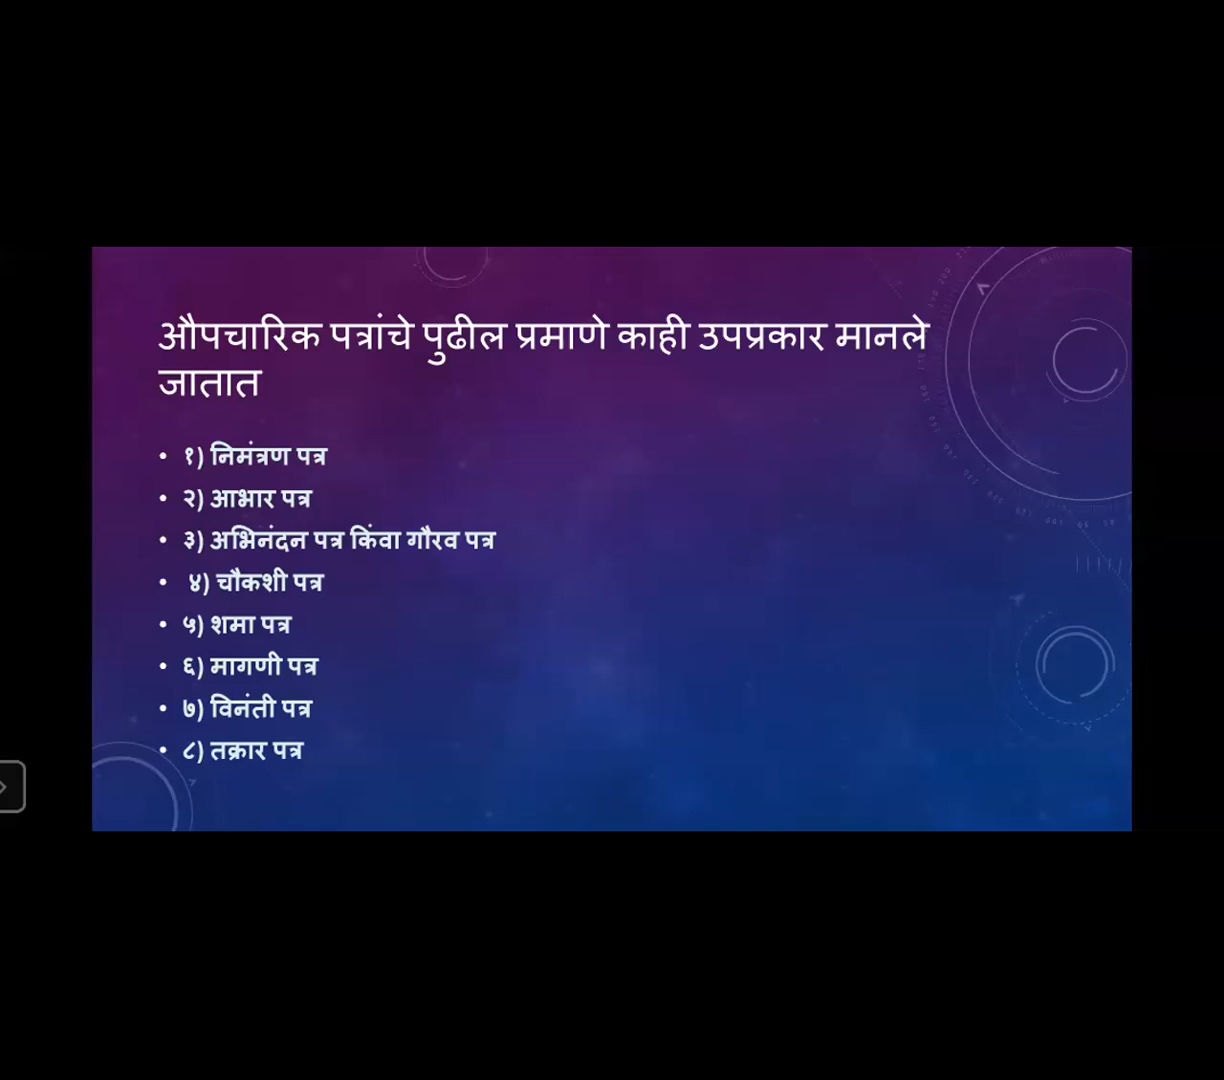 औपचारिक पत्रांचे पुढील प्रमाणे काही उपप्रकार मानले
जातात
• १) निमंत्रण पत्र
• २) आभार पत्र
• ३) अभिनंदन पत्र किंवा गौरव पत्र
• ४) चौकशी पत्र
• ५) शमा पत्र
• ६) मागणी पत्र
• ७) विनंती पत्र
• ८) तक्रार पत्र